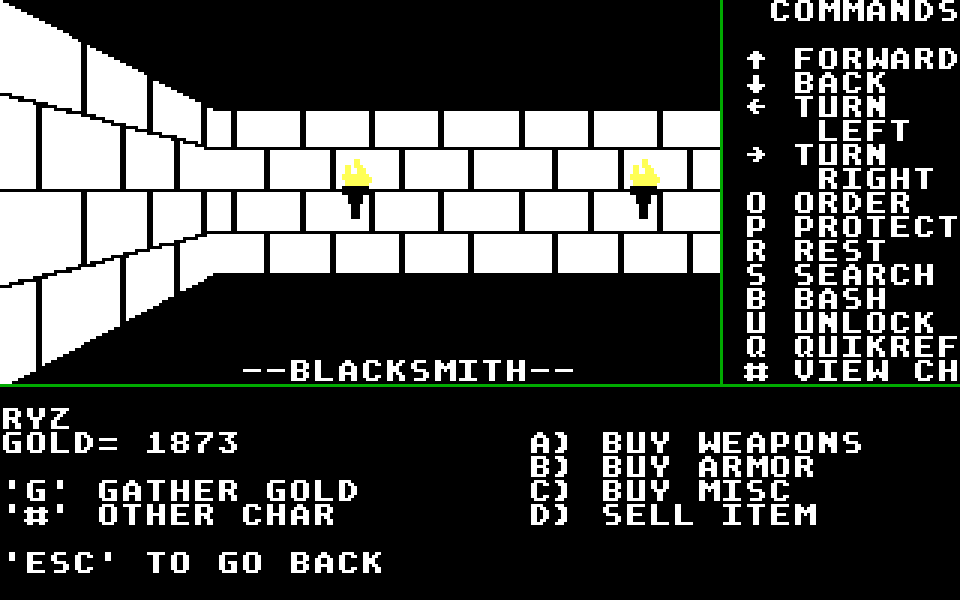 COMMANDS
↑ FORWARD
↓ BACK
← TURN
LEFT
→ TURN
RIGHT
O ORDER
P PROTECT
R REST
S SEARCH
B BASH
U UNLOCK
Q QUIKREF
# VIEW CH
--BLACKSMITH--
RYZ
GOLD= 1873
'G' GATHER GOLD
'#' OTHER CHAR
'ESC' TO GO BACK
A) BUY WEAPONS
B) BUY ARMOR
C) BUY MISC
D) SELL ITEM